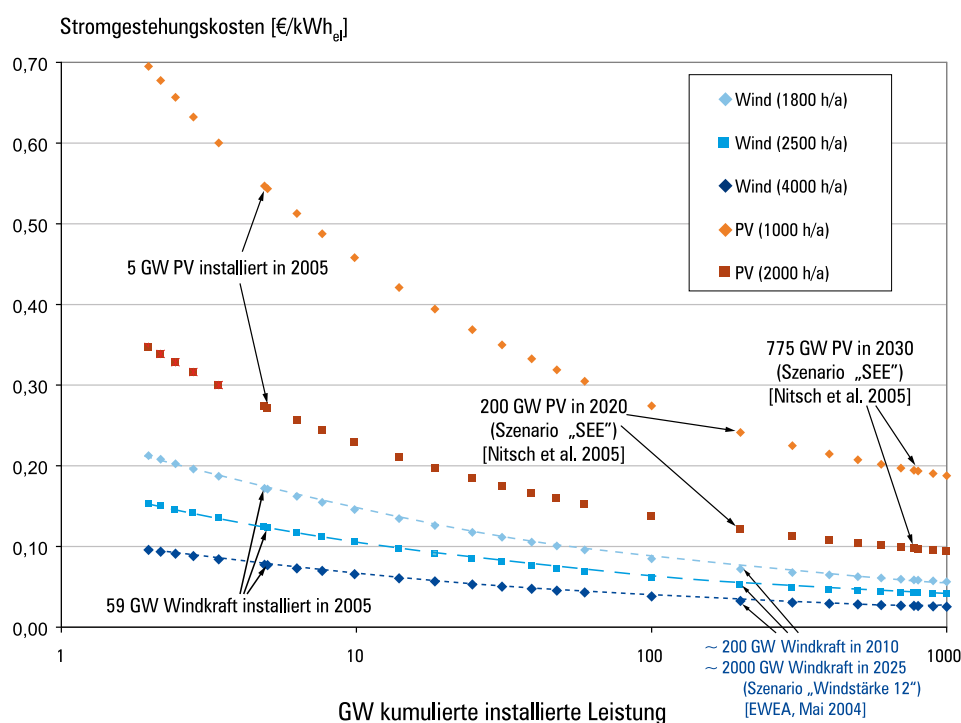 Stromgestehungskosten [€/kWhel]
0,70
0,60
0,50
0,40
0,30
0,20
0,10
0,00
1
10
100
1000
GW kumulierte installierte Leistung
Wind (1800 h/a)
Wind (2500 h/a)
Wind (4000 h/a)
PV (1000 h/a)
PV (2000 h/a)
5 GW PV installiert in 2005
775 GW PV in 2030
(Szenario „SEE”)
[Nitsch et al. 2005]
200 GW PV in 2020
(Szenario „SEE”)
[Nitsch et al. 2005]
59 GW Windkraft installiert in 2005
~ 200 GW Windkraft in 2010
~ 2000 GW Windkraft in 2025
(Szenario „Windstärke 12“)
[EWEA, Mai 2004]